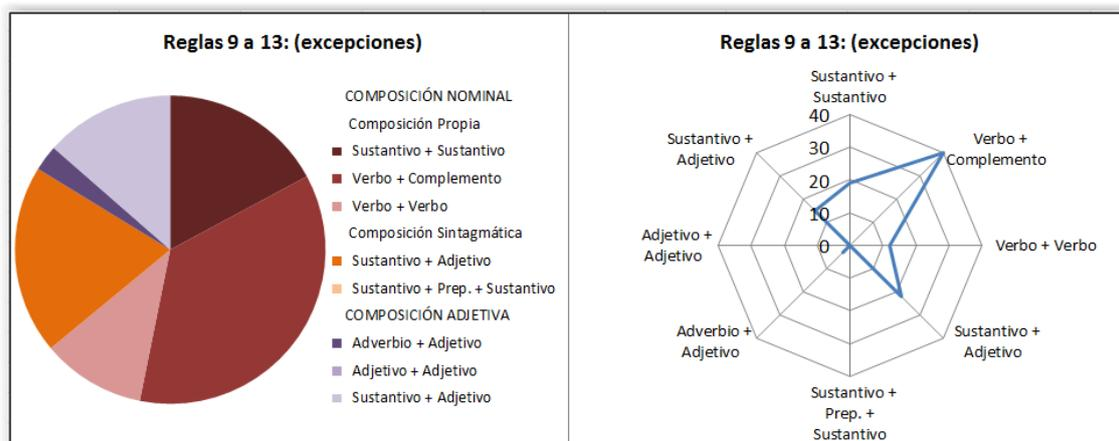 Reglas 9 a 13: (excepciones)
COMPOSICIÓN NOMINAL
Composición Propia
Sustantivo + Sustantivo
Verbo + Complemento
Verbo + Verbo
Composición Sintagmática
Sustantivo + Adjetivo
Sustantivo + Prep. + Sustantivo
COMPOSICIÓN ADJETIVA
Adverbio + Adjetivo
Adjetivo + Adjetivo
Sustantivo + Adjetivo
Reglas 9 a 13: (excepciones)
Sustantivo +
Sustantivo
40
30
20
10
0
Verbo +
Complemento
Verbo + Verbo
Sustantivo +
Adjetivo
Sustantivo +
Prep. +
Sustantivo
Adverbio +
Adjetivo
Adjetivo +
Adjetivo
Sustantivo +
Adjetivo